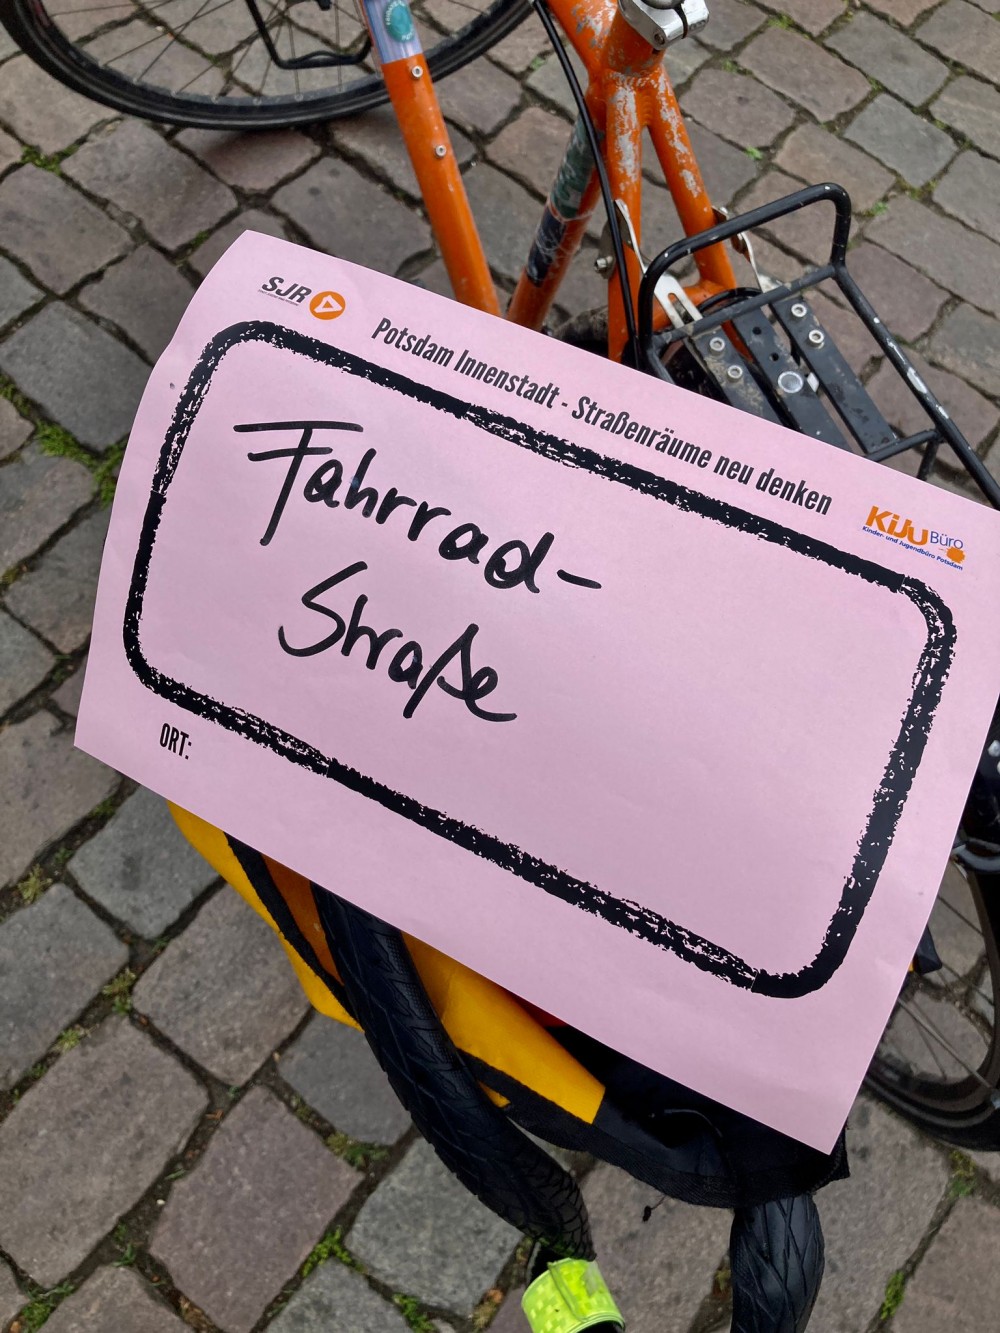 SJR
Potsdam Innenstadt - Straßenräume neu denken
KiJu Büro
Kinder- und Jugendbüro Potsdam
Fahrrad-
Straße
ORT: